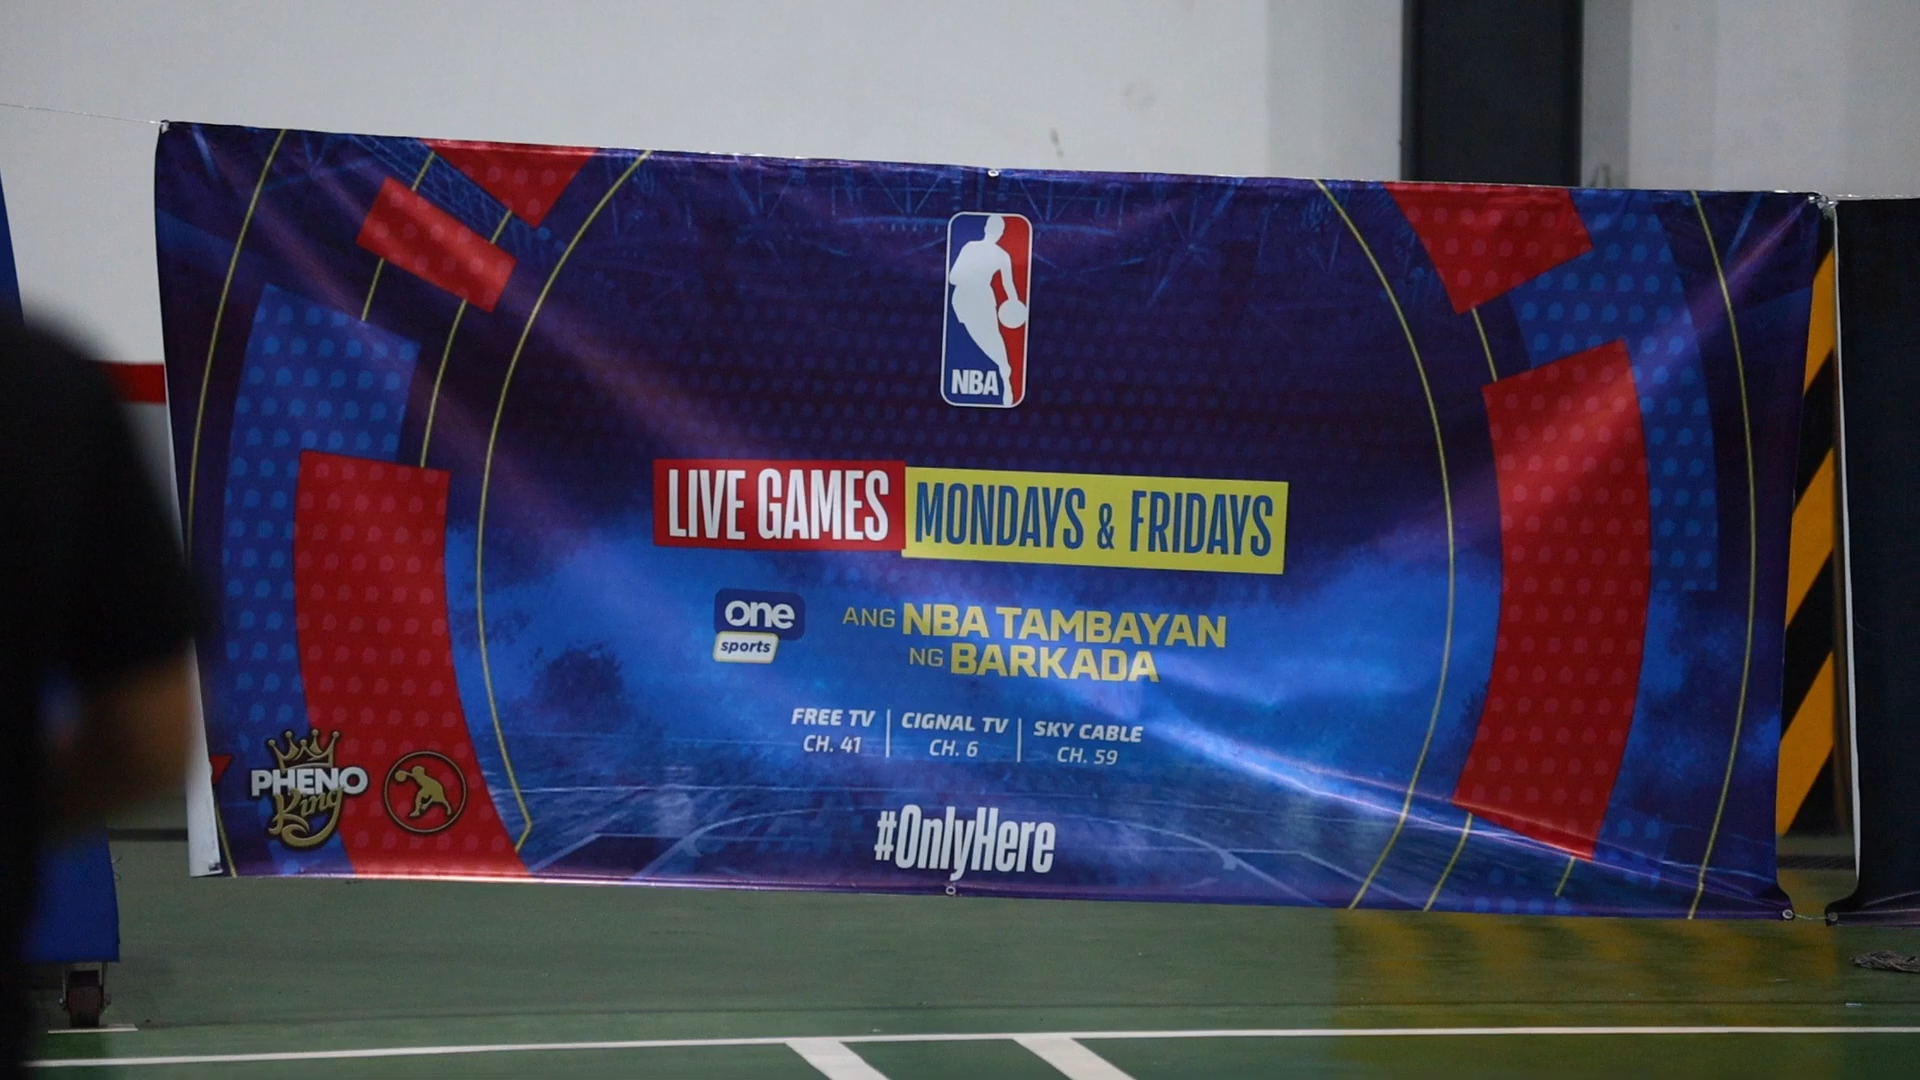 NBA
LIVE GAMES MONDAYS & FRIDAYS
one
sports
ANG NBA TAMBAYAN
NG BARKADA
FREE TV | CIGNAL TV | SKY CABLE
CH. 41 | CH. 6 | CH. 59
PHENO
King
#OnlyHere